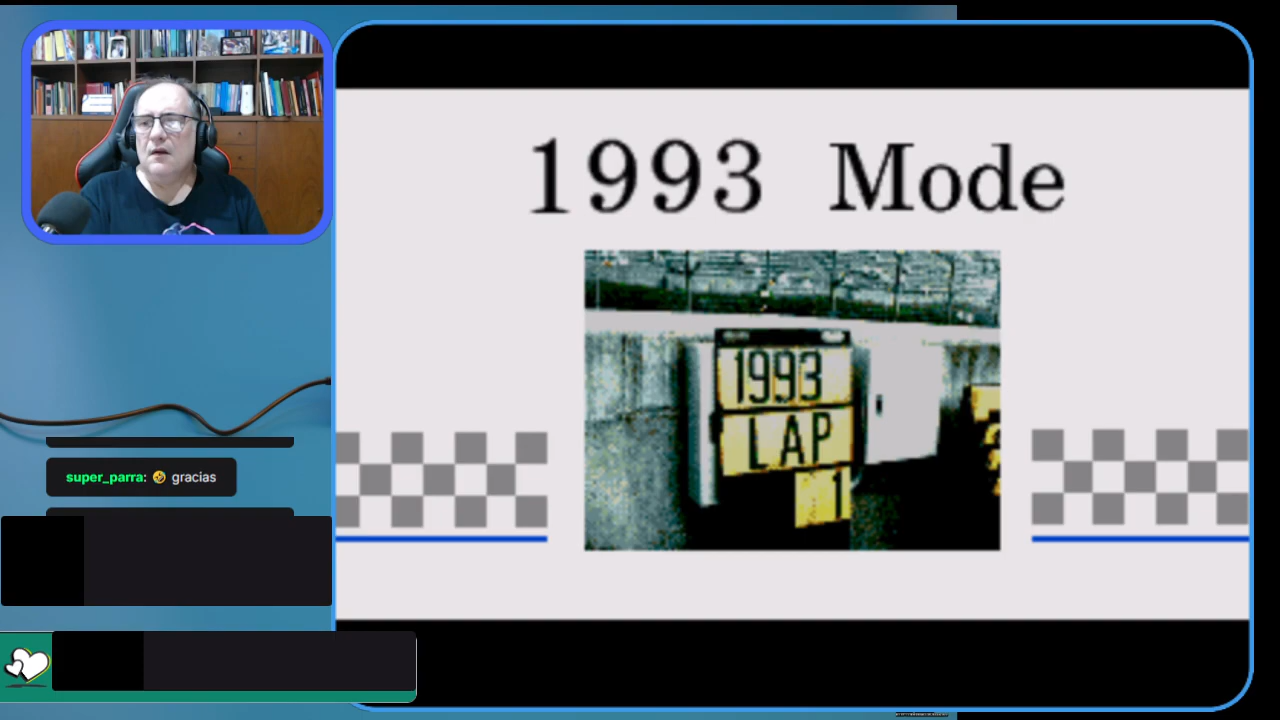 1993 Mode
1993
LAP
1
super_parra: 🤣 gracias